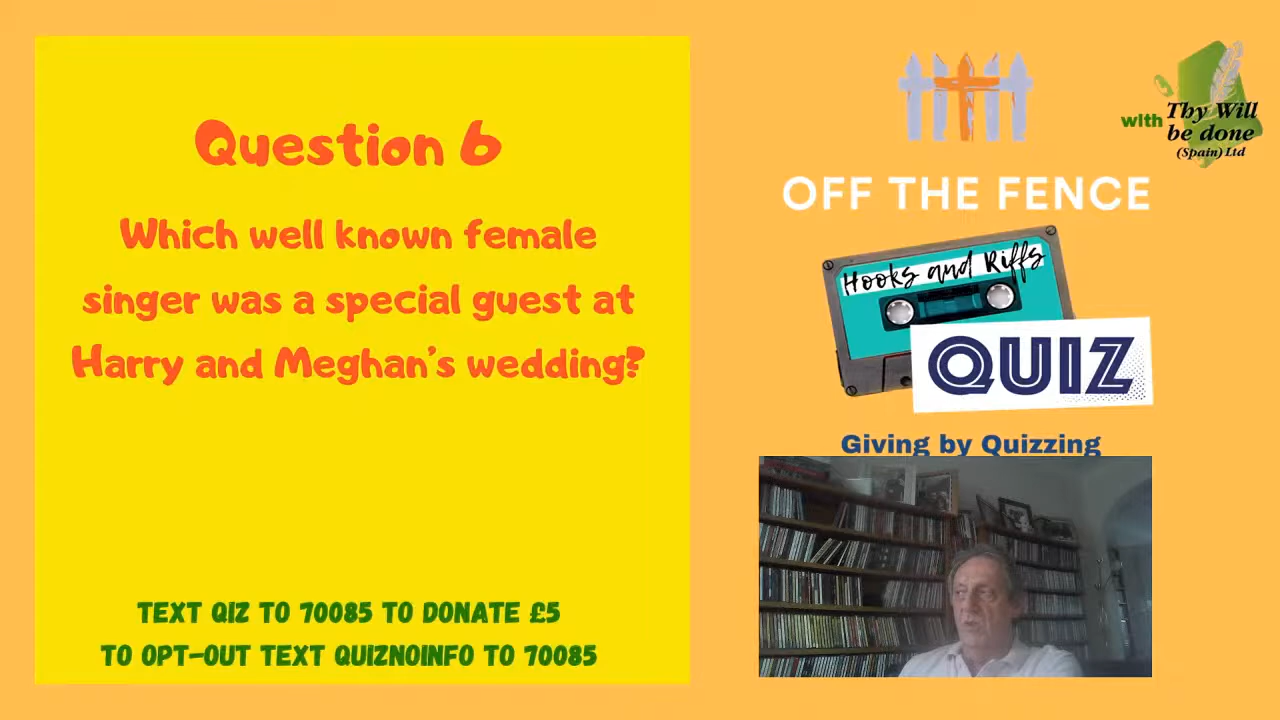 Question 6
Which well known female
singer was a special guest at
Harry and Meghan's wedding?
TEXT QIZ TO 70085 TO DONATE £5
TO OPT-OUT TEXT QUIZNOINFO TO 70085
with
Thy Will
be done
(Spain) Ltd
OFF THE FENCE
Hooks and Riffs
QUIZ
Giving by Quizzing